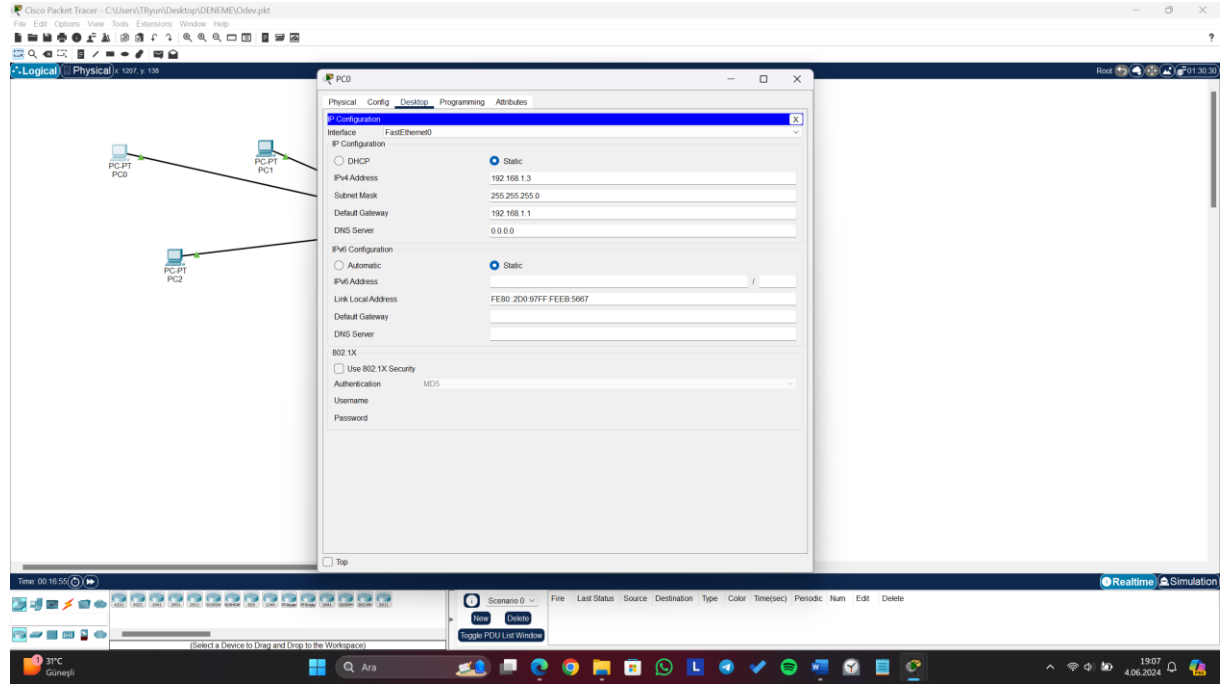 Cisco Packet Tracer - C:\Users\TRyun\Desktop\DENEME\Odev.pkt
File Edit Options View Tools Extensions Window Help
?
Logical Physical x: 1207, y: 136
Root 01:30:30
PC0
Physical Config Desktop Programming Attributes
IP Configuration X
Interface FastEthernet0
IP Configuration
DHCP Static
IPv4 Address 192.168.1.3
Subnet Mask 255.255.255.0
Default Gateway 192.168.1.1
DNS Server 0.0.0.0
IPv6 Configuration
Automatic Static
IPv6 Address /
Link Local Address FE80::2D0:97FF:FEEB:5667
Default Gateway
DNS Server
802.1X
Use 802.1X Security
Authentication MD5
Username
Password
Top
PC-PT
PC0
PC-PT
PC1
PC-PT
PC2
Time: 00:16:55
Realtime Simulation
Scenario 0
New Delete
Toggle PDU List Window
Fire Last Status Source Destination Type Color Time(sec) Periodic Num Edit Delete
(Select a Device to Drag and Drop to the Workspace)
1
31°C
Güneşli
Ara
19:07
4.06.2024